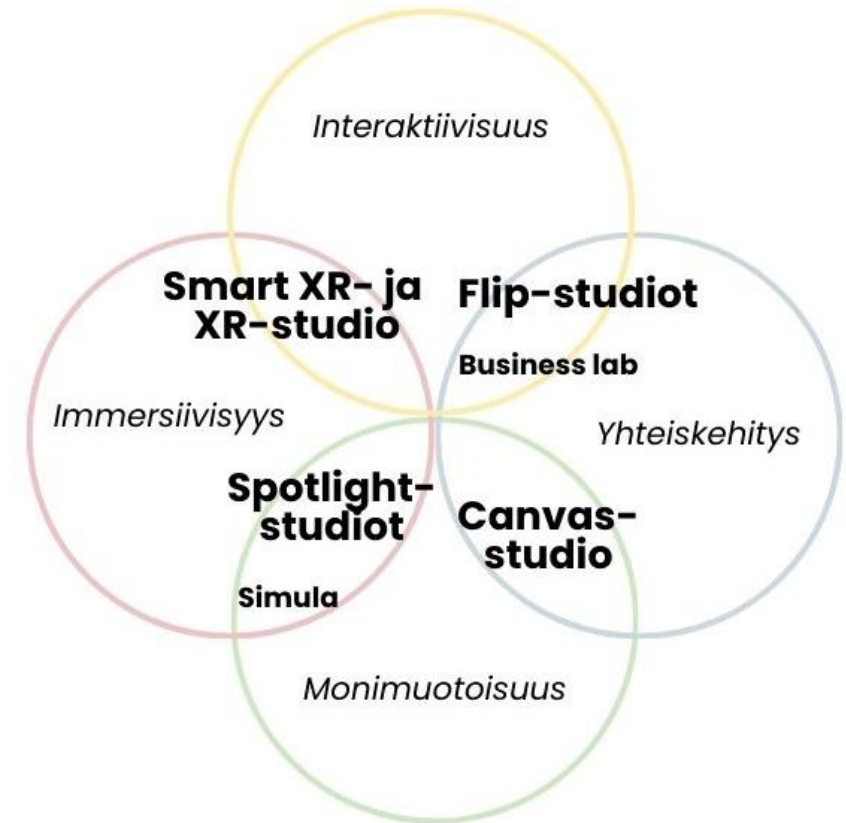 Interaktiivisuus
Smart XR- ja
XR-studio
Flip-studiot
Business lab
Immersiivisyys
Yhteiskehitys
Spotlight-
studiot
Canvas-
studio
Simula
Monimuotoisuus